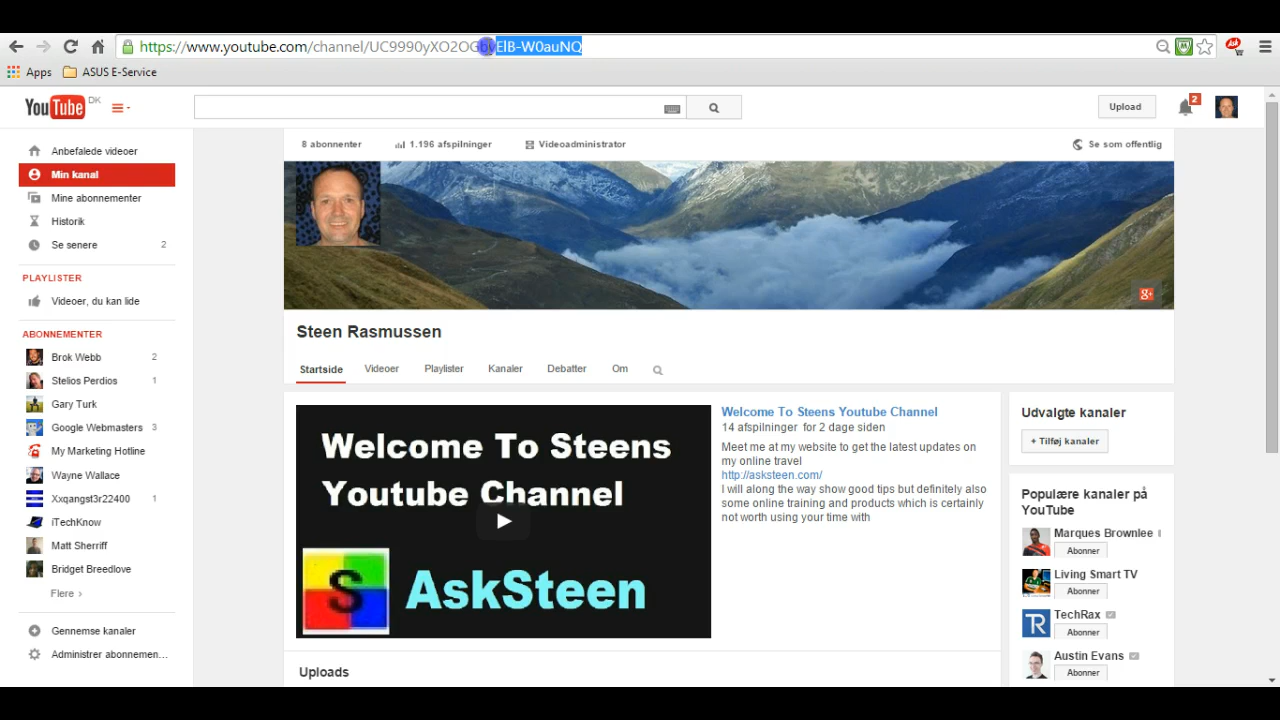 https://www.youtube.com/channel/UC9990yXO2OGbyElB-W0auNQ
Apps
ASUS E-Service
YouTube DK
Upload
2
Anbefalede videoer
Min kanal
Mine abonnementer
Historik
Se senere 2
PLAYLISTER
Videoer, du kan lide
ABONNEMENTER
Brok Webb 2
Stelios Perdios 1
Gary Turk
Google Webmasters 3
My Marketing Hotline
Wayne Wallace
Xxqangst3r22400 1
iTechKnow
Matt Sherriff
Bridget Breedlove
Flere ›
Gennemse kanaler
Administrer abonnemen...
8 abonnenter
1.196 afspilninger
Videoadministrator
Se som offentlig
g+
Steen Rasmussen
Startside
Videoer
Playlister
Kanaler
Debatter
Om
Welcome To Steens
Youtube Channel
S
AskSteen
Welcome To Steens Youtube Channel
14 afspilninger for 2 dage siden
Meet me at my website to get the latest updates on
my online travel
http://asksteen.com/
I will along the way show good tips but definitely also
some online training and products which is certainly
not worth using your time with
Uploads
Udvalgte kanaler
+ Tilføj kanaler
Populære kanaler på
YouTube
Marques Brownlee
Abonner
Living Smart TV
Abonner
TechRax
Abonner
Austin Evans
Abonner